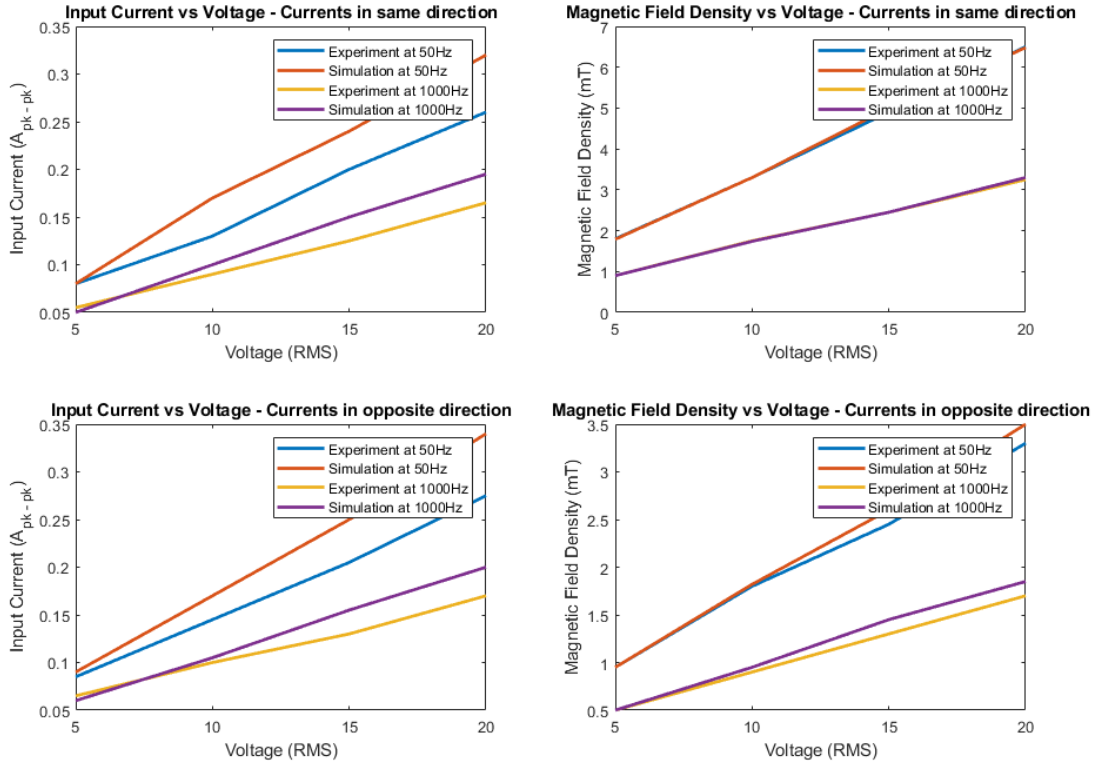 Input Current vs Voltage - Currents in same direction
0.35
0.3
0.25
0.2
0.15
0.1
0.05
Input Current (A pk - pk)
5
10
15
20
Voltage (RMS)
Experiment at 50Hz
Simulation at 50Hz
Experiment at 1000Hz
Simulation at 1000Hz
Magnetic Field Density vs Voltage - Currents in same direction
7
6
5
4
3
2
1
0
Magnetic Field Density (mT)
5
10
15
20
Voltage (RMS)
Experiment at 50Hz
Simulation at 50Hz
Experiment at 1000Hz
Simulation at 1000Hz
Input Current vs Voltage - Currents in opposite direction
0.35
0.3
0.25
0.2
0.15
0.1
0.05
Input Current (A pk - pk)
5
10
15
20
Voltage (RMS)
Experiment at 50Hz
Simulation at 50Hz
Experiment at 1000Hz
Simulation at 1000Hz
Magnetic Field Density vs Voltage - Currents in opposite direction
3.5
3
2.5
2
1.5
1
0.5
Magnetic Field Density (mT)
5
10
15
20
Voltage (RMS)
Experiment at 50Hz
Simulation at 50Hz
Experiment at 1000Hz
Simulation at 1000Hz